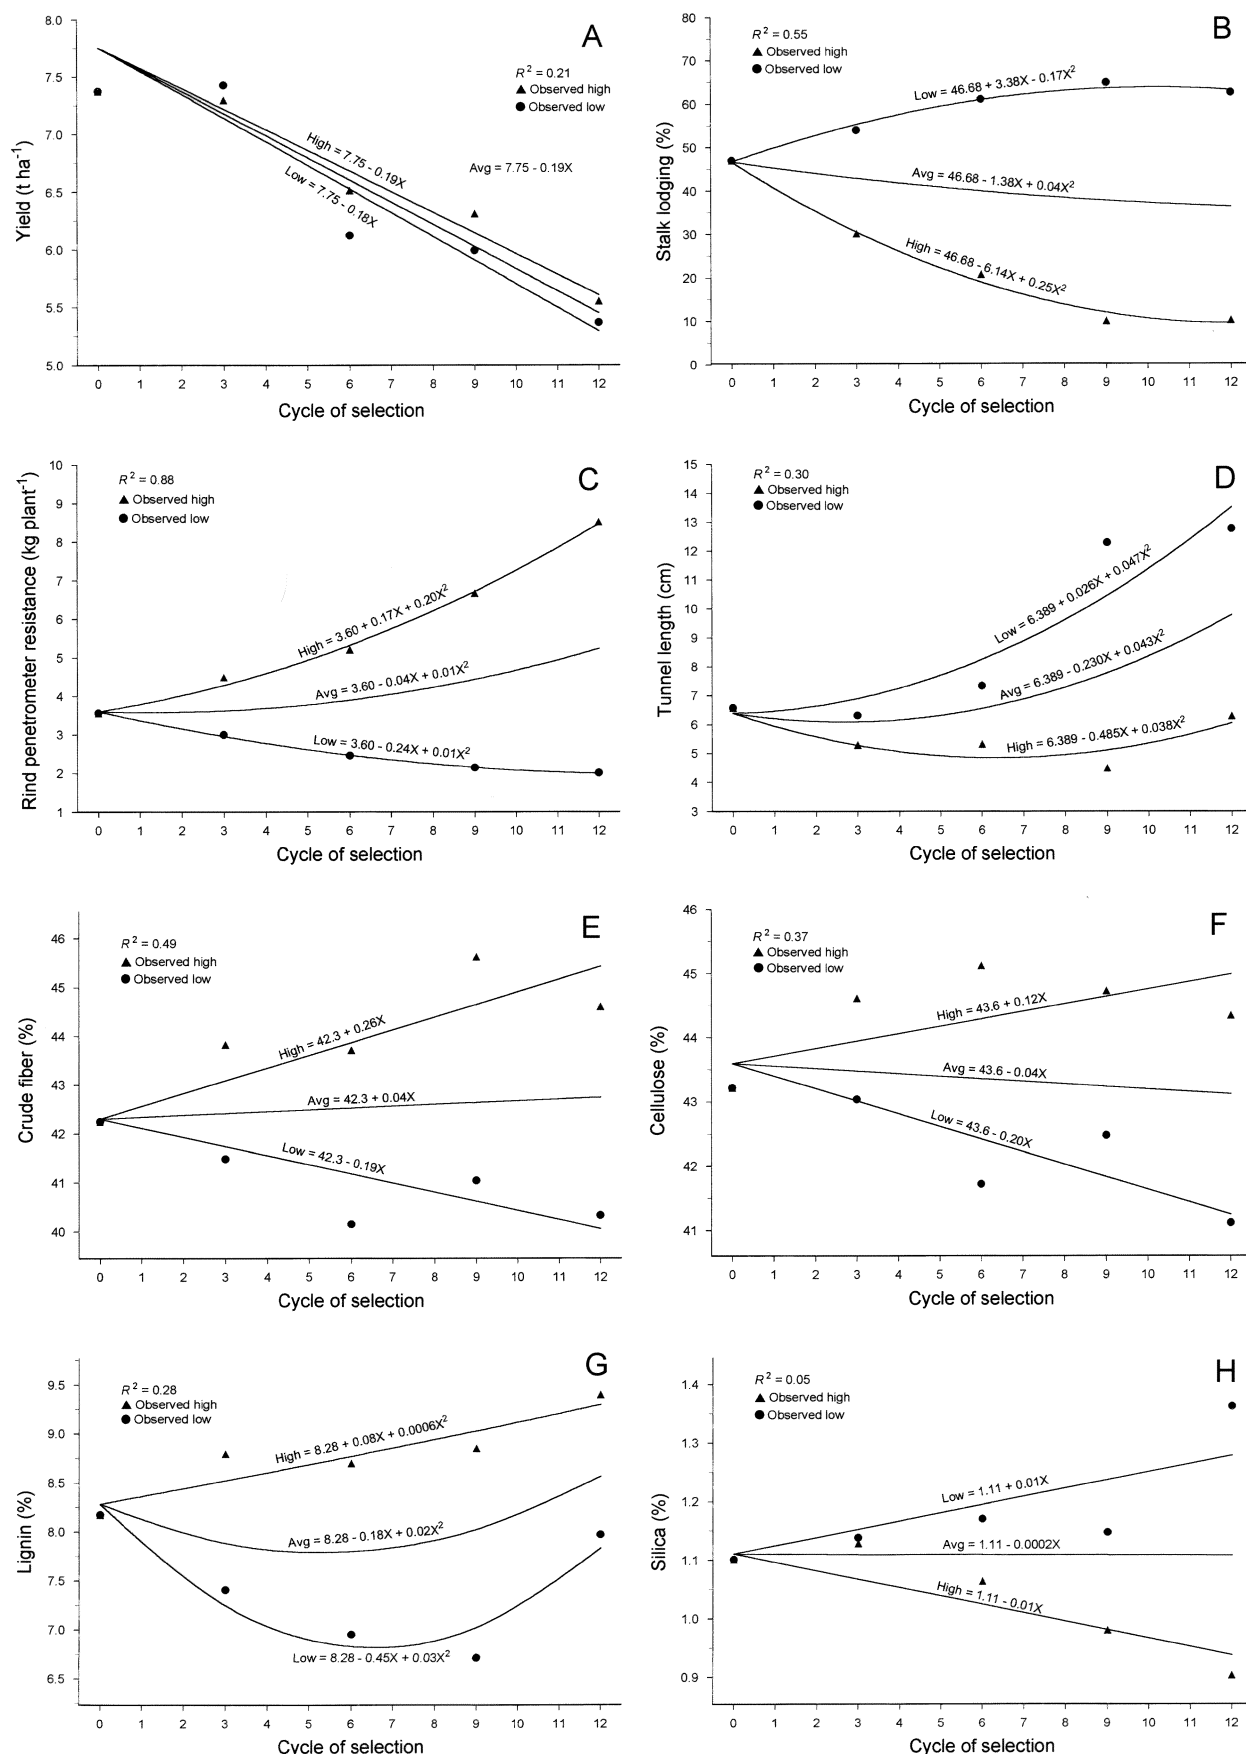 A
R² = 0.21
▲ Observed high
● Observed low
High = 7.75 - 0.19X
Avg = 7.75 - 0.19X
Low = 7.75 - 0.18X
Yield (t ha⁻¹)
8.0
7.5
7.0
6.5
6.0
5.5
5.0
0 1 2 3 4 5 6 7 8 9 10 11 12
Cycle of selection
B
R² = 0.55
▲ Observed high
● Observed low
Low = 46.68 + 3.38X - 0.17X²
Avg = 46.68 - 1.38X + 0.04X²
High = 46.68 - 6.14X + 0.25X²
Stalk lodging (%)
80
70
60
50
40
30
20
10
0
0 1 2 3 4 5 6 7 8 9 10 11 12
Cycle of selection
C
R² = 0.88
▲ Observed high
● Observed low
High = 3.60 + 0.17X + 0.20X²
Avg = 3.60 - 0.04X + 0.01X²
Low = 3.60 - 0.24X + 0.01X²
Rind penetrometer resistance (kg plant⁻¹)
10
9
8
7
6
5
4
3
2
1
0 1 2 3 4 5 6 7 8 9 10 11 12
Cycle of selection
D
R² = 0.30
▲ Observed high
● Observed low
Low = 6.389 + 0.026X + 0.047X²
Avg = 6.389 - 0.230X + 0.043X²
High = 6.389 - 0.485X + 0.038X²
Tunnel length (cm)
15
14
13
12
11
10
9
8
7
6
5
4
3
0 1 2 3 4 5 6 7 8 9 10 11 12
Cycle of selection
E
R² = 0.49
▲ Observed high
● Observed low
High = 42.3 + 0.26X
Avg = 42.3 + 0.04X
Low = 42.3 - 0.19X
Crude fiber (%)
46
45
44
43
42
41
40
0 1 2 3 4 5 6 7 8 9 10 11 12
Cycle of selection
F
R² = 0.37
▲ Observed high
● Observed low
High = 43.6 + 0.12X
Avg = 43.6 - 0.04X
Low = 43.6 - 0.20X
Cellulose (%)
46
45
44
43
42
41
0 1 2 3 4 5 6 7 8 9 10 11 12
Cycle of selection
G
R² = 0.28
▲ Observed high
● Observed low
High = 8.28 + 0.08X + 0.0006X²
Avg = 8.28 - 0.18X + 0.02X²
Low = 8.28 - 0.45X + 0.03X²
Lignin (%)
9.5
9.0
8.5
8.0
7.5
7.0
6.5
0 1 2 3 4 5 6 7 8 9 10 11 12
Cycle of selection
H
R² = 0.05
▲ Observed high
● Observed low
Low = 1.11 + 0.01X
Avg = 1.11 - 0.0002X
High = 1.11 - 0.01X
Silica (%)
1.4
1.3
1.2
1.1
1.0
0.9
0 1 2 3 4 5 6 7 8 9 10 11 12
Cycle of selection